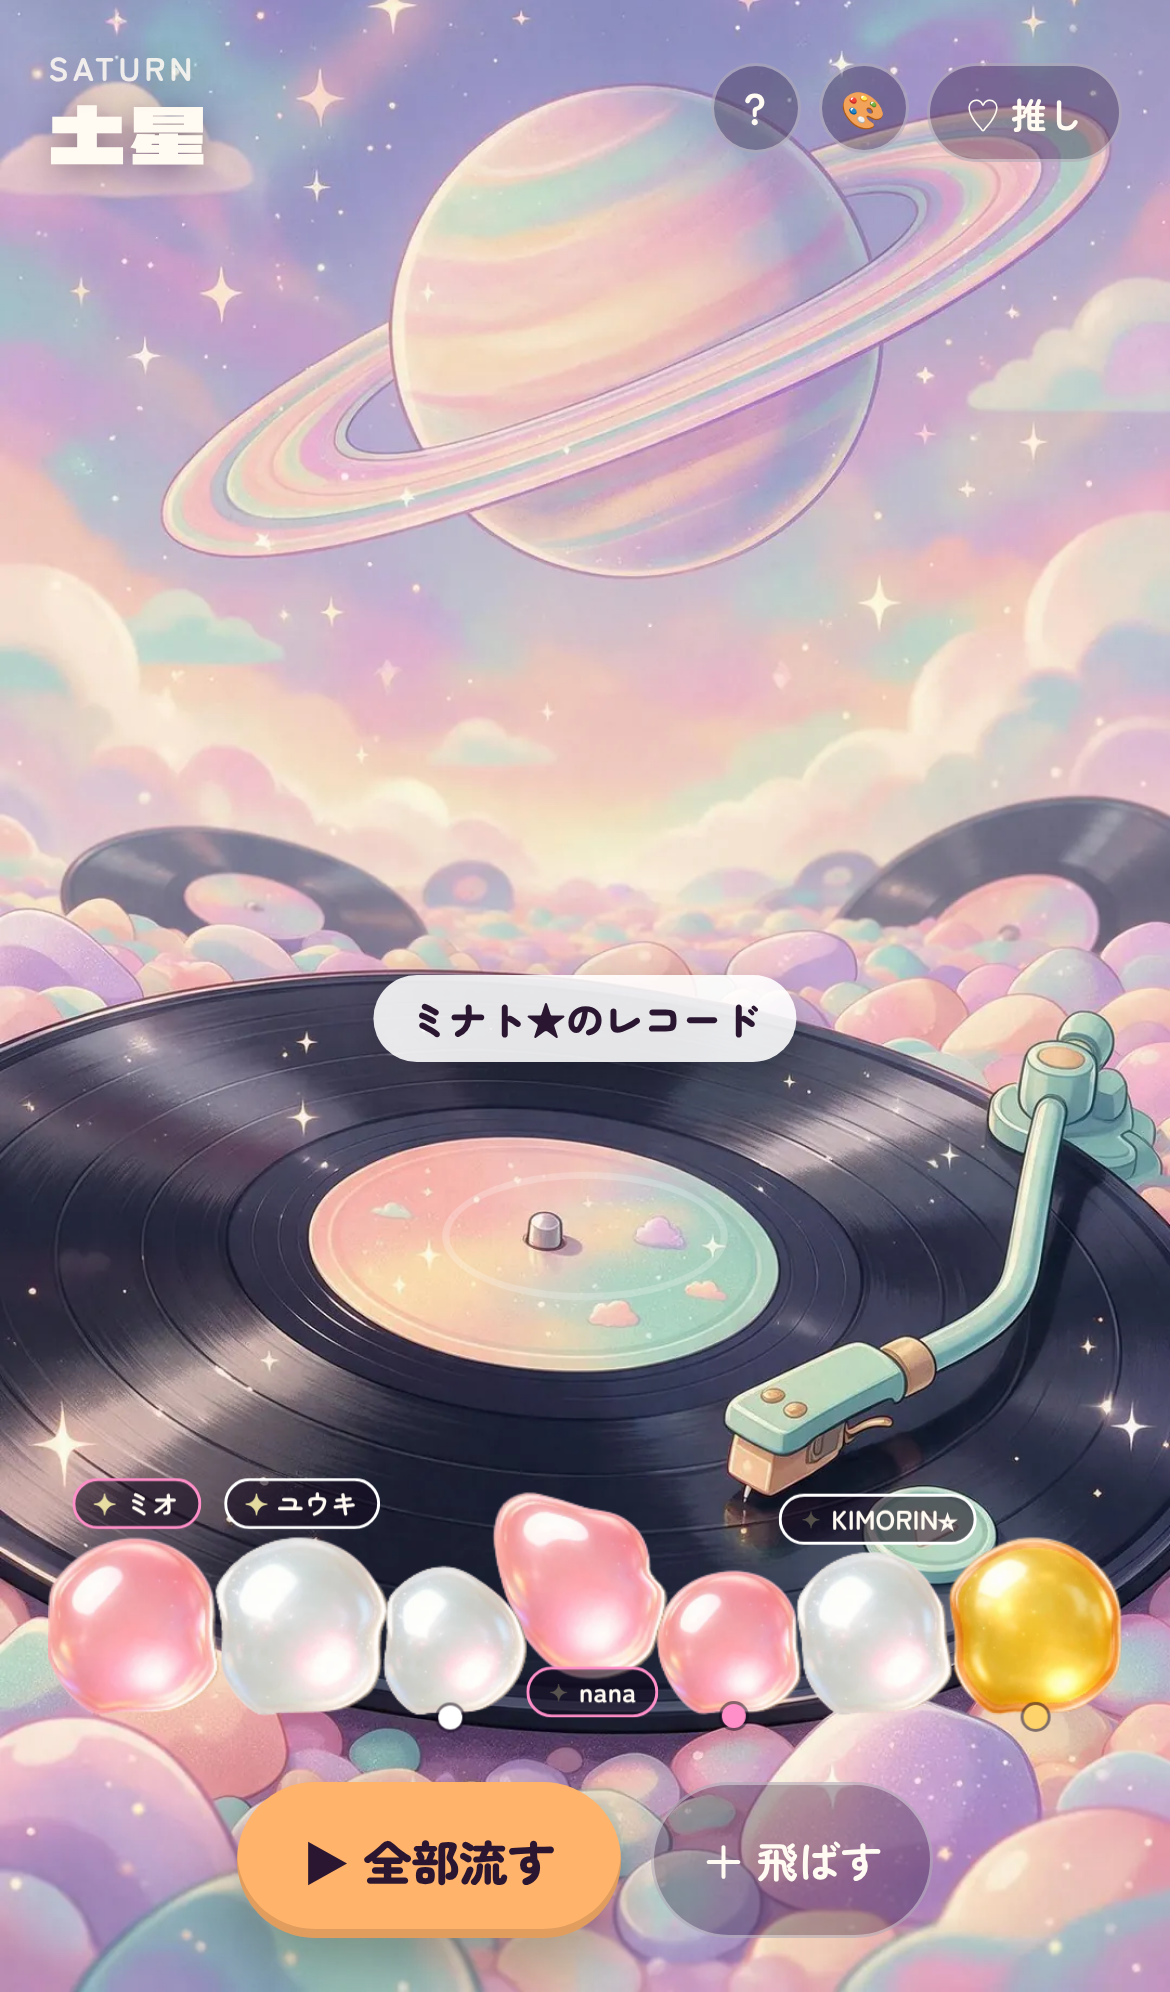 SATURN
土星
?
♡ 推し
ミナト★のレコード
✦ ミオ
✦ ユウキ
✦ KIMORIN★
✦ nana
▶ 全部流す
＋ 飛ばす